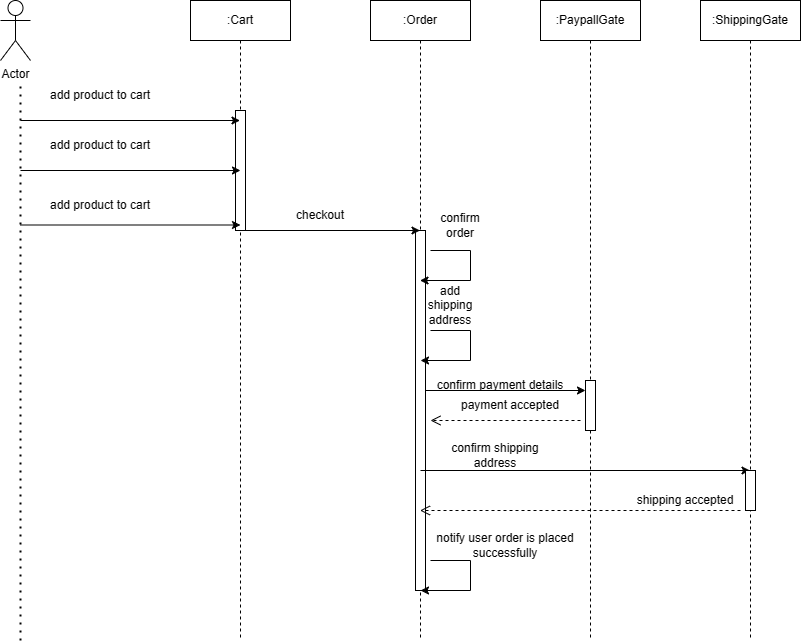 :Cart
:Order
:PaypallGate
:ShippingGate
Actor
add product to cart
add product to cart
add product to cart
checkout
confirm
order
add
shipping
address
confirm payment details
payment accepted
confirm shipping
address
shipping accepted
notify user order is placed
successfully